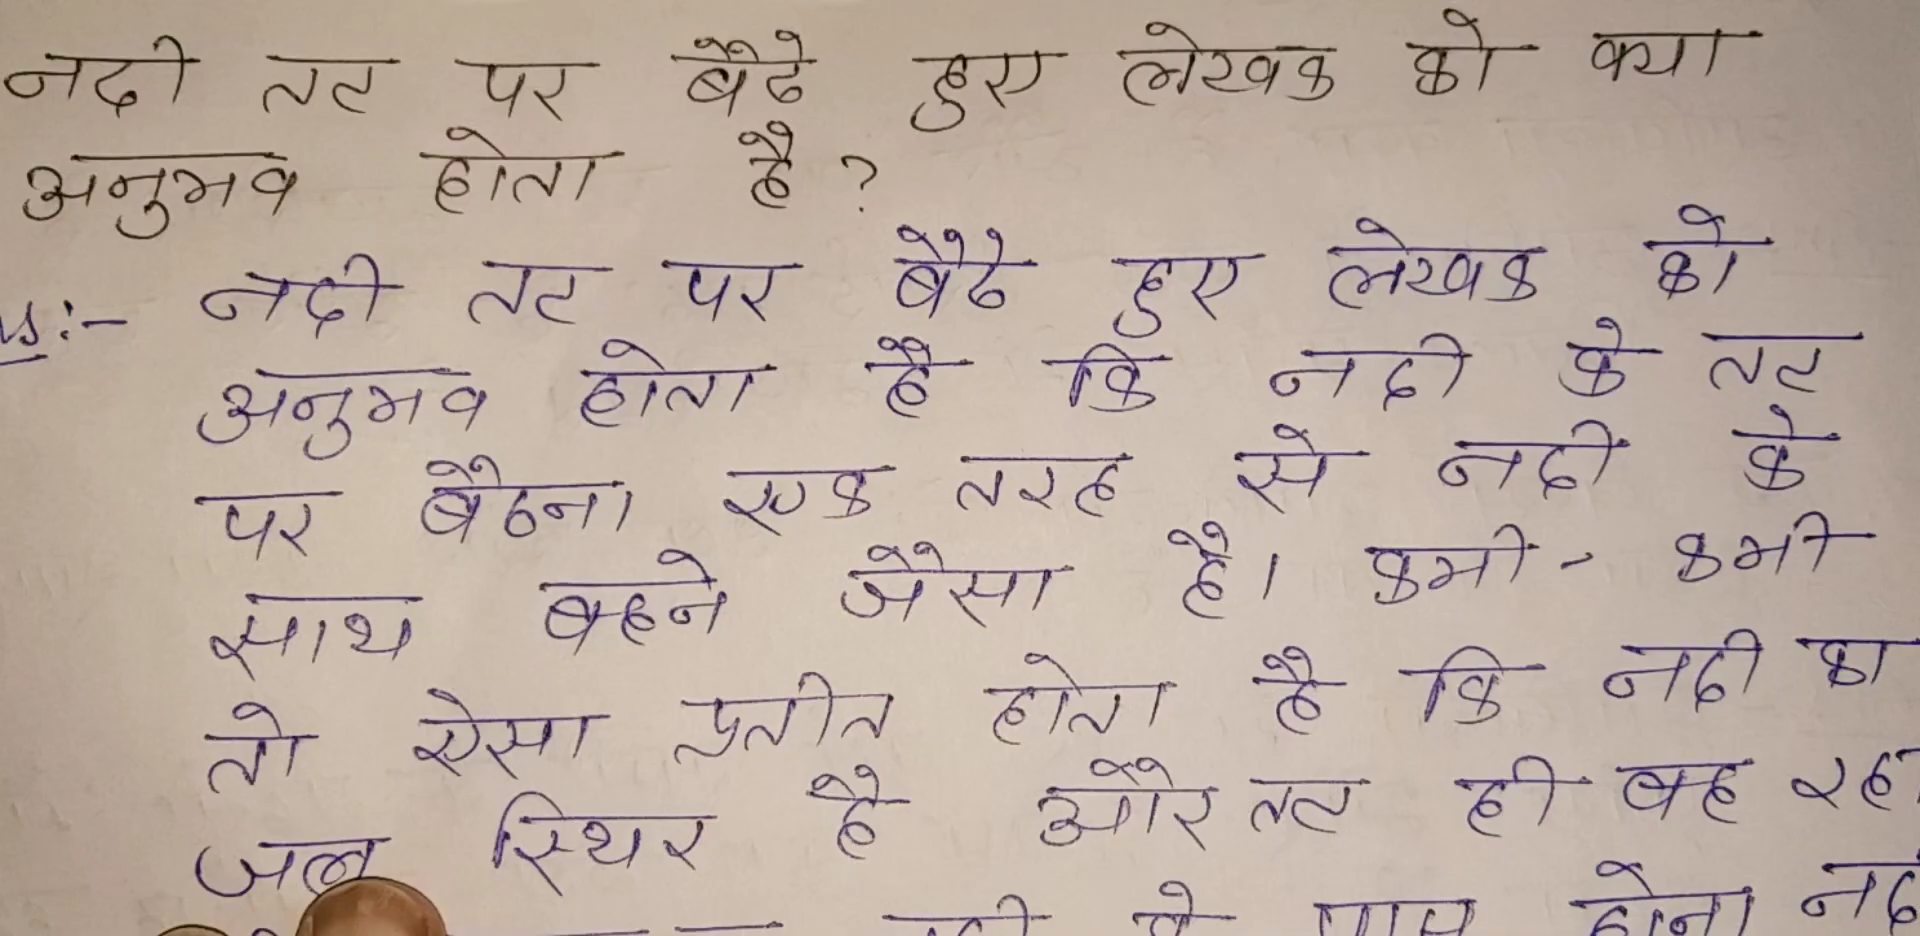 नदी तट पर बैठे हुए लेखक को क्या
अनुभव होता है?
नदी तट पर बैठे हुए लेखक को
अनुभव होता है कि नदी के तट
पर बैठना एक तरह से नदी के
साथ बहने जैसा है। कभी - कभी
तो ऐसा प्रतीत होता है कि नदी का
जल स्थिर है और तट ही बह रहा
होना